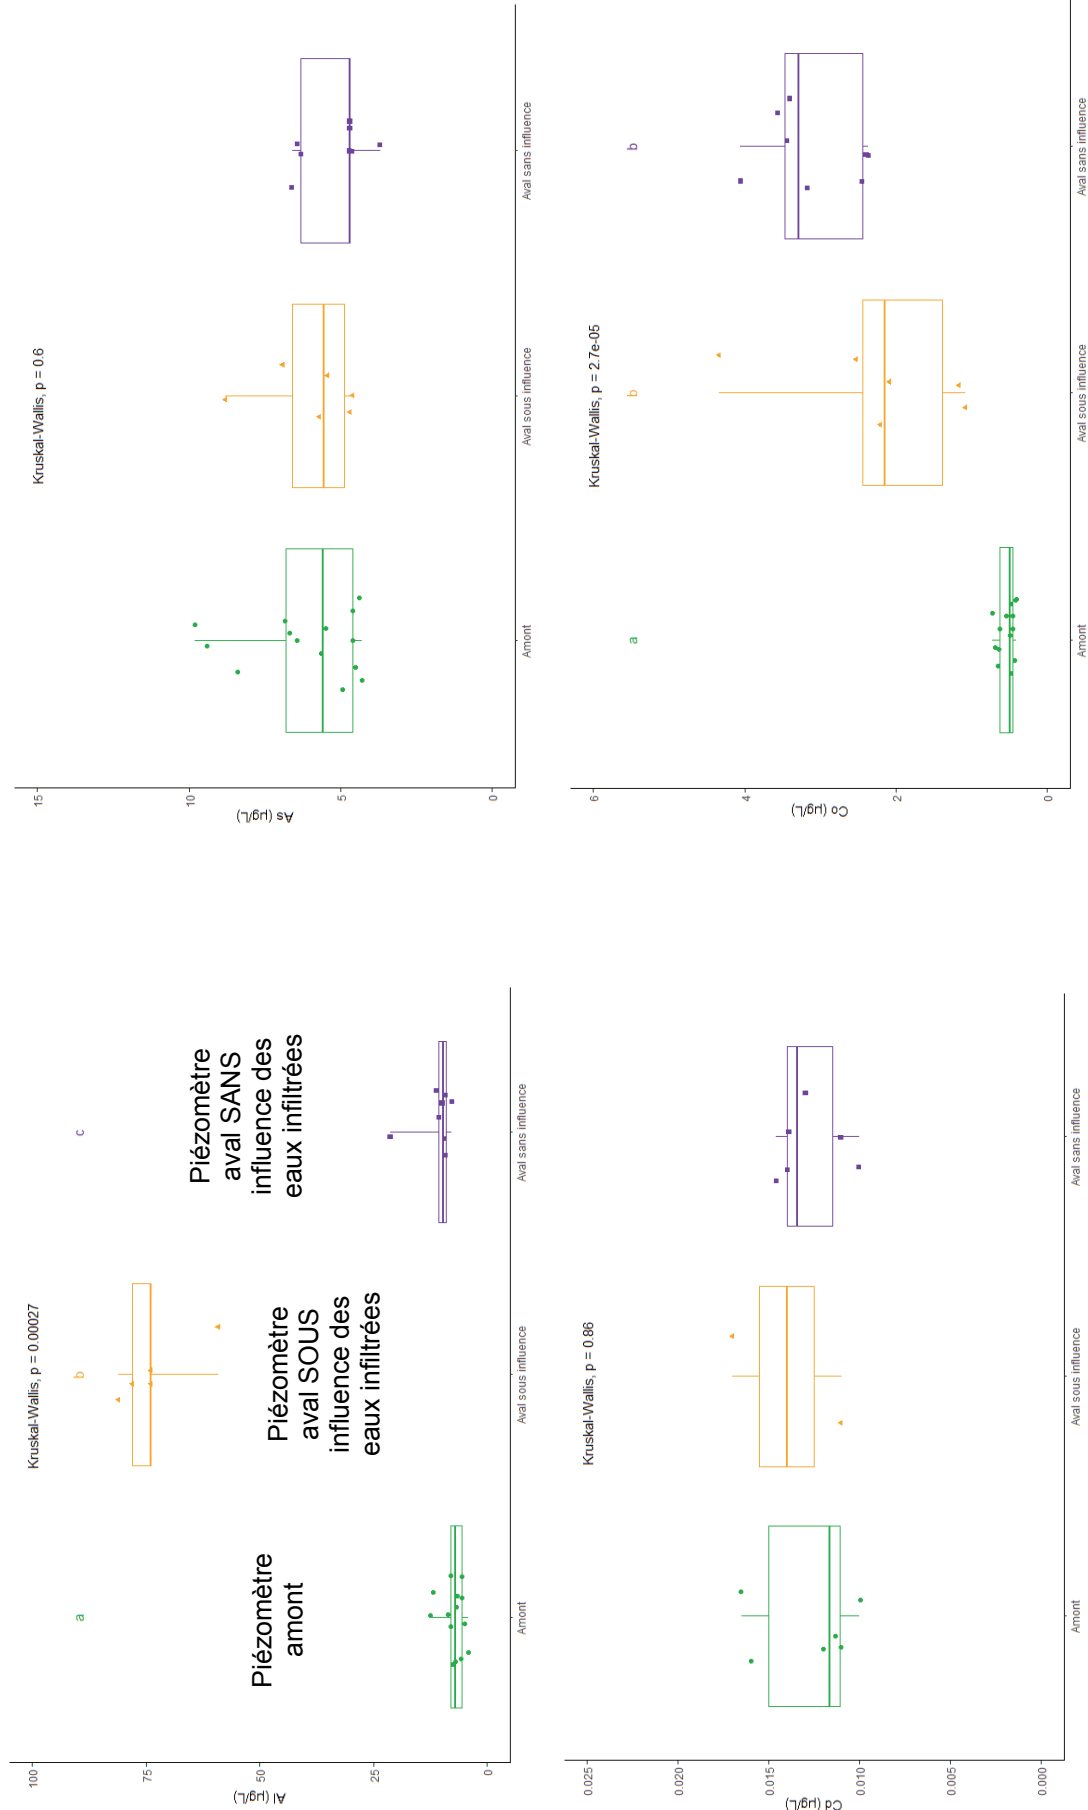 Kruskal-Wallis, p = 0.00027
a
b
c
100
75
50
25
0
Al (µg/L)
Piézomètre
amont
Piézomètre
aval SOUS
influence des
eaux infiltrées
Piézomètre
aval SANS
influence des
eaux infiltrées
Amont
Aval sous influence
Aval sans influence
Kruskal-Wallis, p = 0.6
15
10
5
0
As (µg/L)
Amont
Aval sous influence
Aval sans influence
Kruskal-Wallis, p = 0.86
0.025
0.020
0.015
0.010
0.005
0.000
Cd (µg/L)
Amont
Aval sous influence
Aval sans influence
Kruskal-Wallis, p = 2.7e-05
a
b
b
6
4
2
0
Co (µg/L)
Amont
Aval sous influence
Aval sans influence